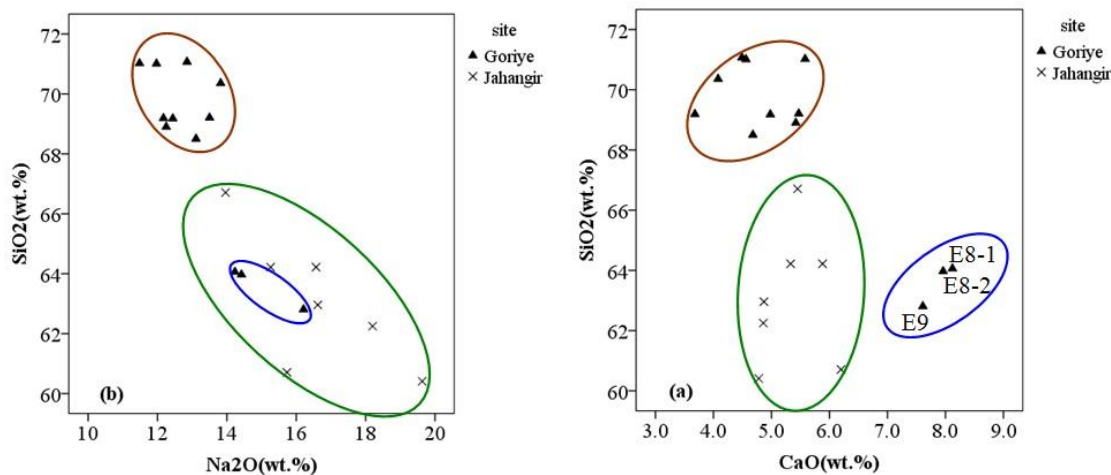 site
▲ Goriye
× Jahangir
72
70
68
66
64
62
60
SiO2(wt.%)
(b)
10 12 14 16 18 20
Na2O(wt.%)
site
▲ Goriye
× Jahangir
72
70
68
66
64
62
60
SiO2(wt.%)
E8-1
E8-2
E9
(a)
3.0 4.0 5.0 6.0 7.0 8.0 9.0
CaO(wt.%)